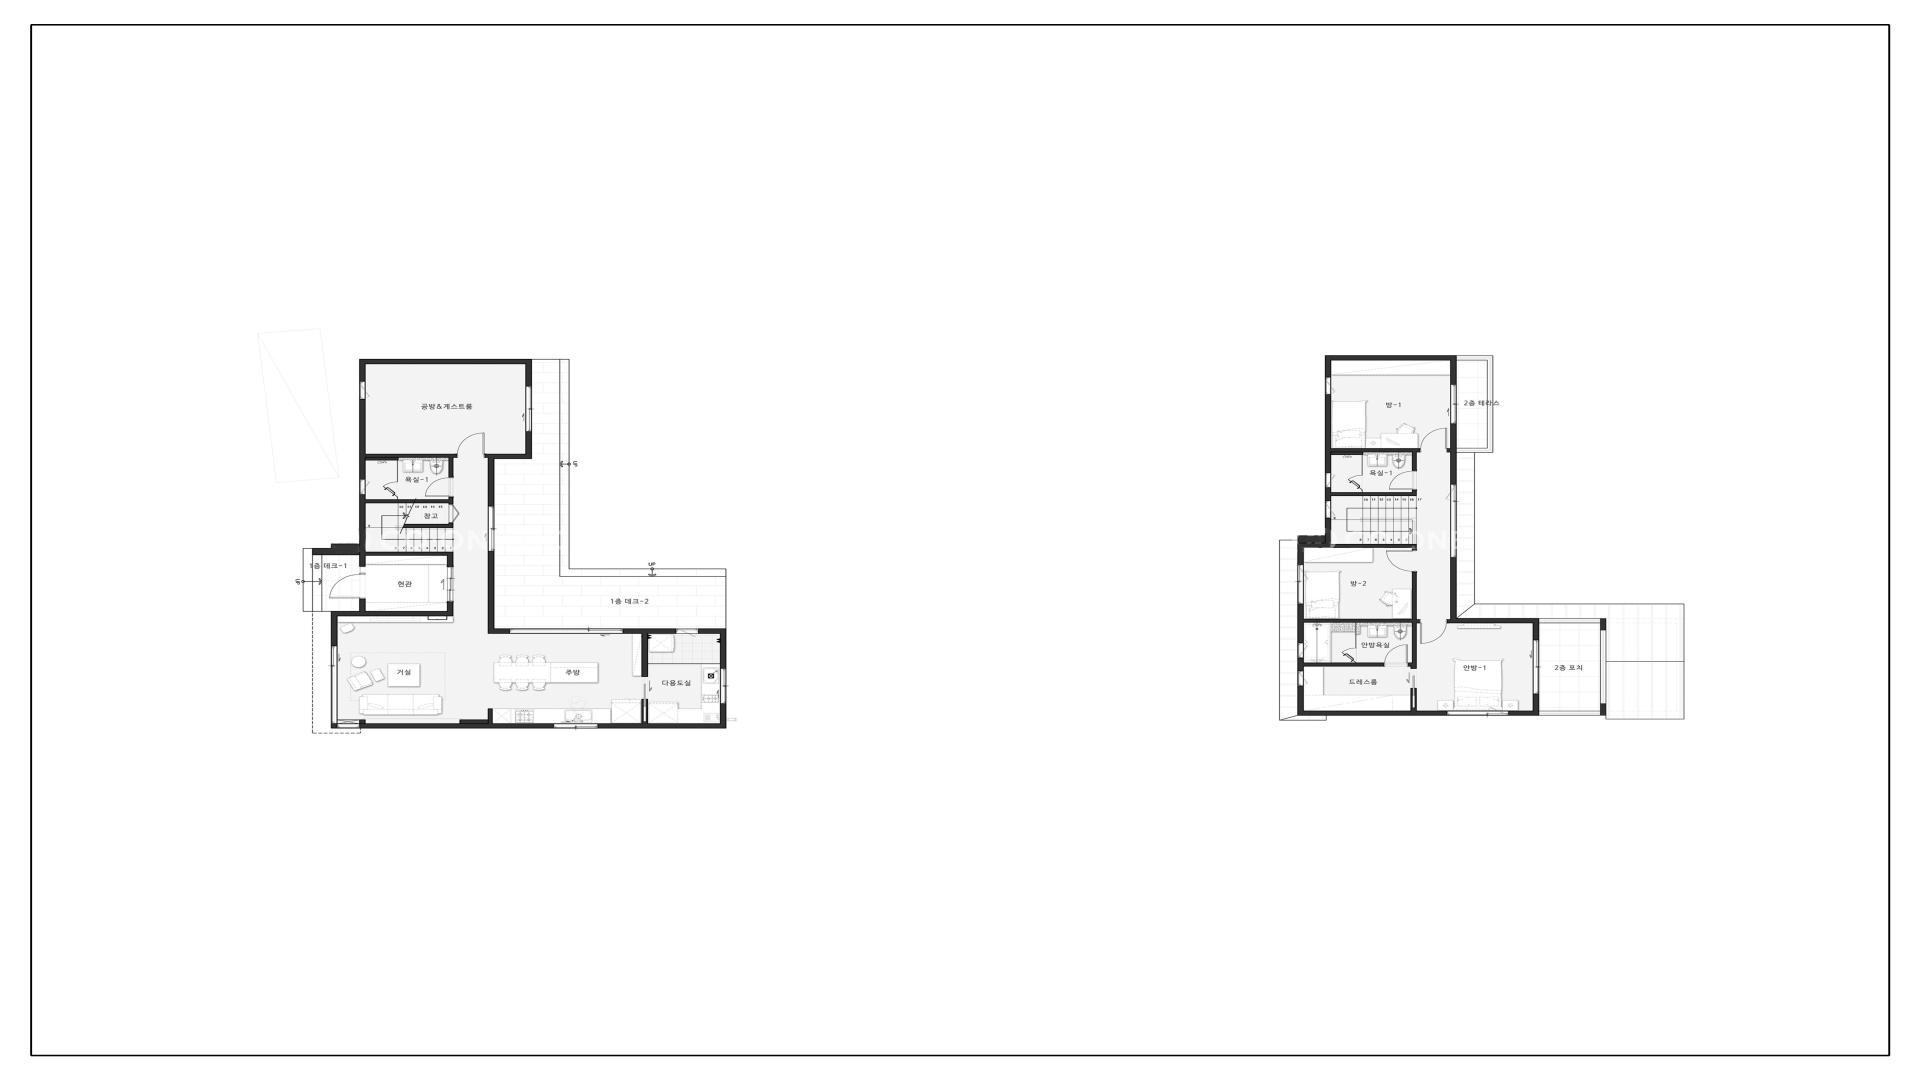 공방&게스트룸
욕실-1
창고
1층 데크-1
현관
UP
UP
UP
1층 데크-2
거실
주방
다용도실
방-1
2층 테라스
욕실-1
방-2
안방욕실
드레스룸
안방-1
2층 포치